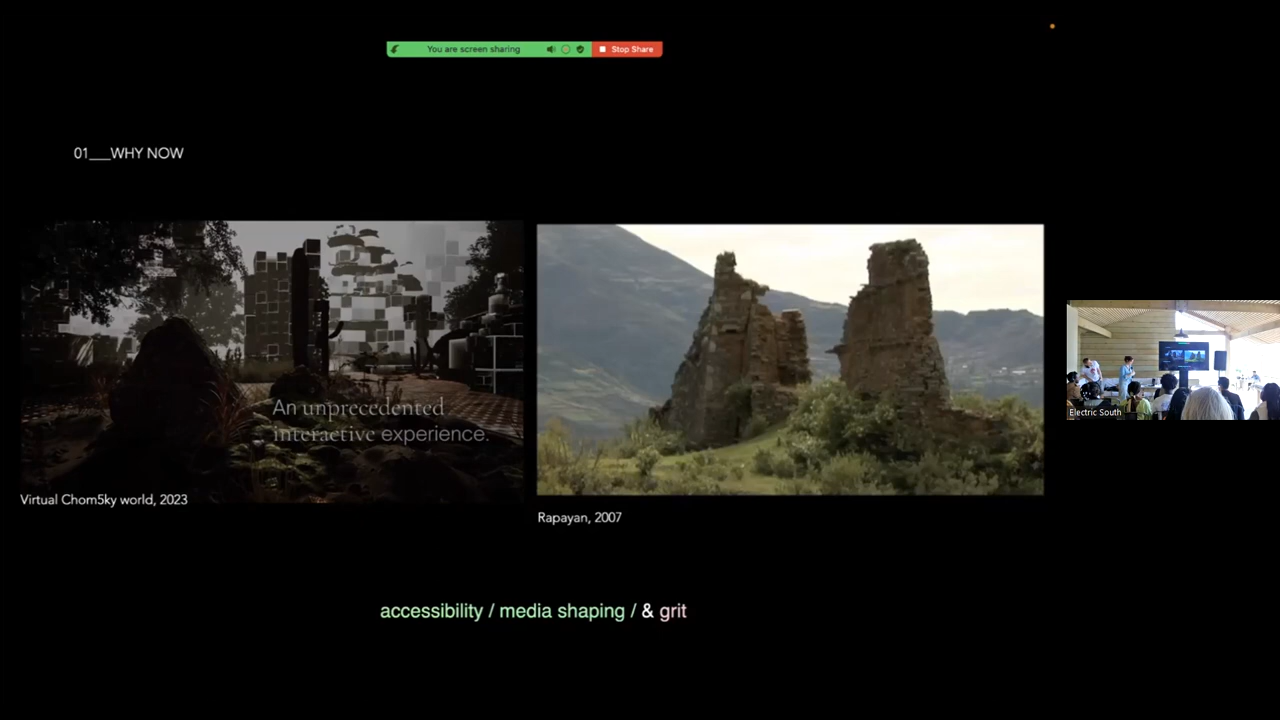 You are screen sharing
Stop Share
01___WHY NOW
An unprecedented
interactive experience.
Virtual Chom5ky world, 2023
Rapayan, 2007
Electric South
accessibility / media shaping / & grit